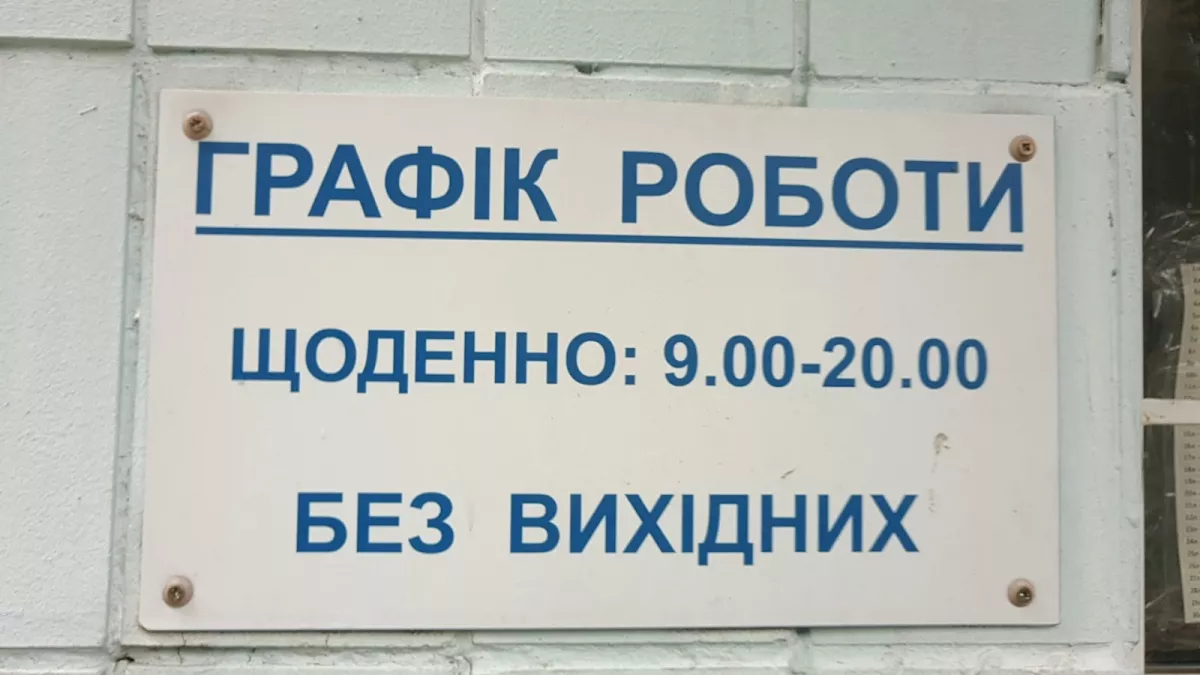 ГРАФІК РОБОТИ
ЩОДЕННО: 9.00-20.00
БЕЗ ВИХІДНИХ